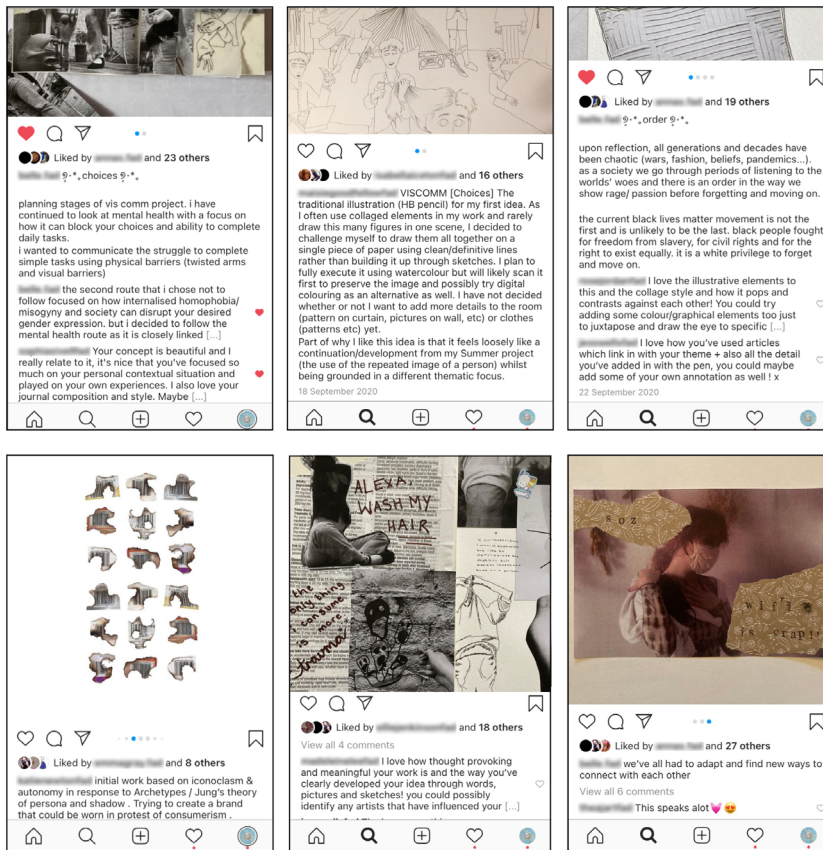 Liked by and 23 others
୨୧·*｡choices ୨୧·*｡
planning stages of vis comm project. i have
continued to look at mental health with a focus on
how it can block your choices and ability to complete
daily tasks.
i wanted to communicate the struggle to complete
simple tasks using physical barriers (twisted arms
and visual barriers)
the second route that i chose not to
follow focused on how internalised homophobia/
misogyny and society can disrupt your desired
gender expression. but i decided to follow the
mental health route as it is closely linked [...]
Your concept is beautiful and I
really relate to it, it's nice that you've focused so
much on your personal contextual situation and
played on your own experiences. I also love your
journal composition and style. Maybe [...]
Liked by and 16 others
VISCOMM [Choices] The
traditional illustration (HB pencil) for my first idea. As
I often use collaged elements in my work and rarely
draw this many figures in one scene, I decided to
challenge myself to draw them all together on a
single piece of paper using clean/definitive lines
rather than building it up through sketches. I plan to
fully execute it using watercolour but will likely scan it
first to preserve the image and possibly try digital
colouring as an alternative as well. I have not decided
whether or not I want to add more details to the room
(pattern on curtain, pictures on wall, etc) or clothes
(patterns etc) yet.
Part of why I like this idea is that it feels loosely like a
continuation/development from my Summer project
(the use of the repeated image of a person) whilst
being grounded in a different thematic focus.
18 September 2020
Liked by and 19 others
୨୧·*｡order ୨୧·*｡
upon reflection, all generations and decades have
been chaotic (wars, fashion, beliefs, pandemics...).
as a society we go through periods of listening to the
worlds' woes and there is an order in the way we
show rage/ passion before forgetting and moving on.
the current black lives matter movement is not the
first and is unlikely to be the last. black people fought
for freedom from slavery, for civil rights and for the
right to exist equally. it is a white privilege to forget
and move on.
I love the illustrative elements to
this and the collage style and how it pops and
contrasts against each other! You could try
adding some colour/graphical elements too just
to juxtapose and draw the eye to specific [...]
I love how you've used articles
which link in with your theme + also all the detail
you've added in with the pen, you could maybe
add some of your own annotation as well ! x
22 September 2020
Liked by and 8 others
initial work based on iconoclasm &
autonomy in response to Archetypes / Jung's theory
of persona and shadow . Trying to create a brand
that could be worn in protest of consumerism .
ALEXA,
WASH MY
HAIR
the
only thing
i consume
is more
trauma
Liked by and 18 others
View all 4 comments
I love how thought provoking
and meaningful your work is and the way you've
clearly developed your idea through words,
pictures and sketches! you could possibly
identify any artists that have influenced your [...]
soz
wifi
is crap!!
Liked by and 27 others
we've all had to adapt and find new ways to
connect with each other
View all 6 comments
This speaks alot💓😍